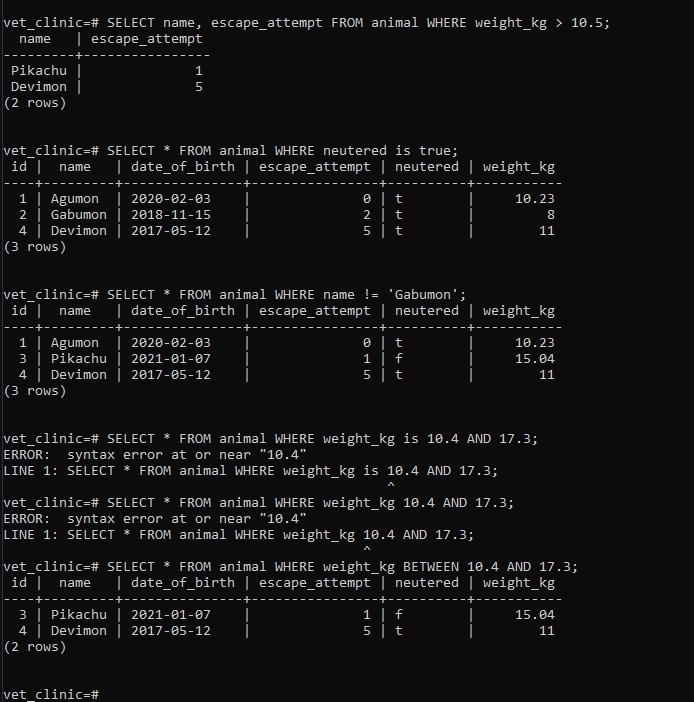 vet_clinic=# SELECT name, escape_attempt FROM animal WHERE weight_kg > 10.5;
  name   | escape_attempt
---------+----------------
 Pikachu |              1
 Devimon |              5
(2 rows)
vet_clinic=# SELECT * FROM animal WHERE neutered is true;
 id |  name   | date_of_birth | escape_attempt | neutered | weight_kg
----+---------+---------------+----------------+----------+-----------
  1 | Agumon  | 2020-02-03    |              0 | t        |     10.23
  2 | Gabumon | 2018-11-15    |              2 | t        |         8
  4 | Devimon | 2017-05-12    |              5 | t        |        11
(3 rows)
vet_clinic=# SELECT * FROM animal WHERE name != 'Gabumon';
 id |  name   | date_of_birth | escape_attempt | neutered | weight_kg
----+---------+---------------+----------------+----------+-----------
  1 | Agumon  | 2020-02-03    |              0 | t        |     10.23
  3 | Pikachu | 2021-01-07    |              1 | f        |     15.04
  4 | Devimon | 2017-05-12    |              5 | t        |        11
(3 rows)
vet_clinic=# SELECT * FROM animal WHERE weight_kg is 10.4 AND 17.3;
ERROR:  syntax error at or near "10.4"
LINE 1: SELECT * FROM animal WHERE weight_kg is 10.4 AND 17.3;
                                                ^
vet_clinic=# SELECT * FROM animal WHERE weight_kg 10.4 AND 17.3;
ERROR:  syntax error at or near "10.4"
LINE 1: SELECT * FROM animal WHERE weight_kg 10.4 AND 17.3;
                                             ^
vet_clinic=# SELECT * FROM animal WHERE weight_kg BETWEEN 10.4 AND 17.3;
 id |  name   | date_of_birth | escape_attempt | neutered | weight_kg
----+---------+---------------+----------------+----------+-----------
  3 | Pikachu | 2021-01-07    |              1 | f        |     15.04
  4 | Devimon | 2017-05-12    |              5 | t        |        11
(2 rows)
vet_clinic=#